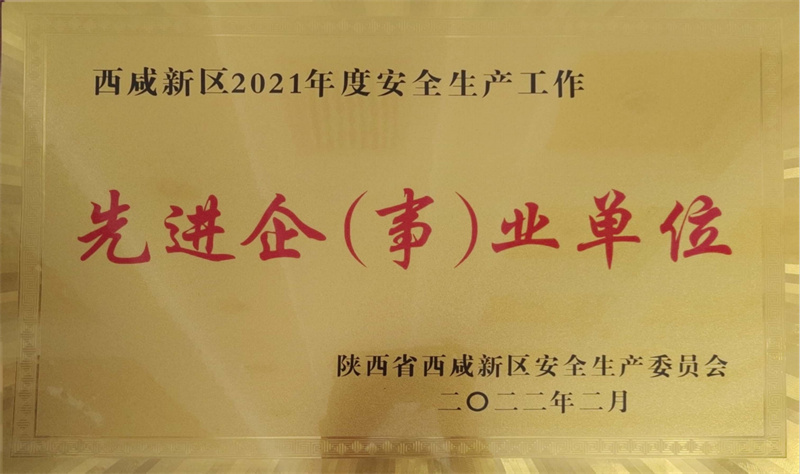 西咸新区2021年度安全生产工作
先进企(事)业单位
陕西省西咸新区安全生产委员会
二〇二二年二月